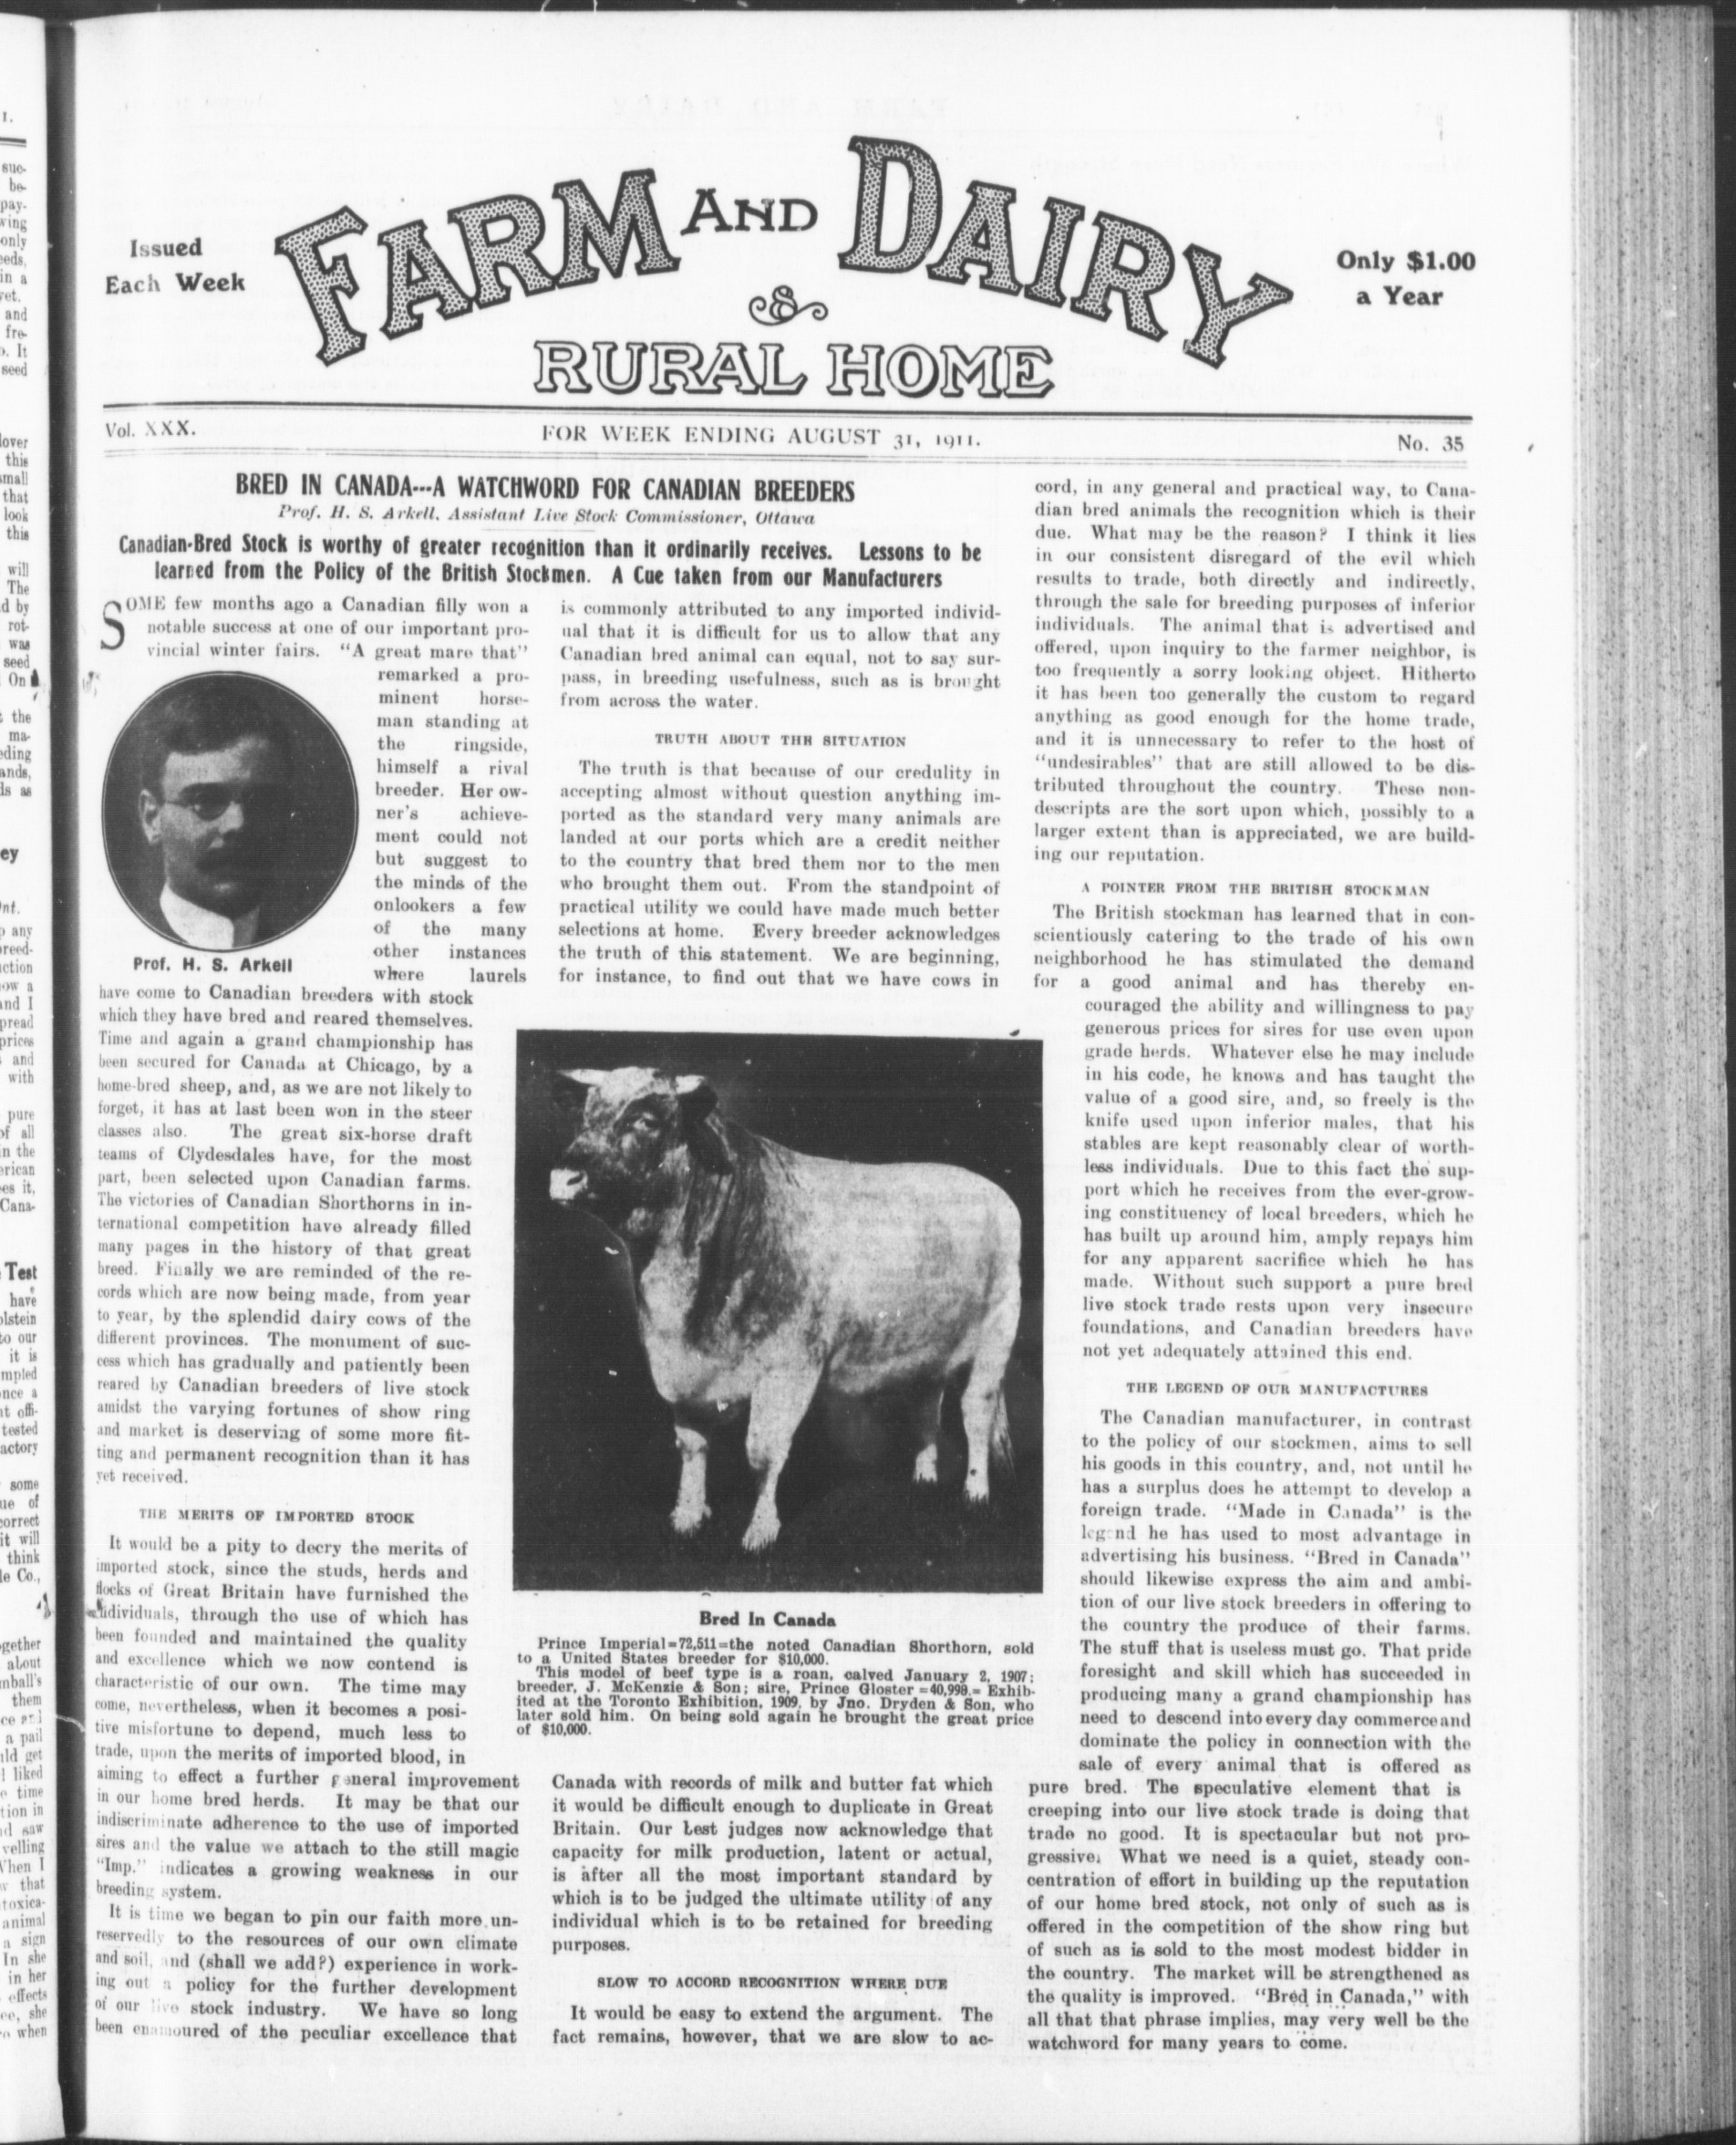 Issued
Each Week
FARM AND DAIRY
&
RURAL HOME
Only $1.00
a Year
Vol. XXX.
FOR WEEK ENDING AUGUST 31, 1911.
No. 35
BRED IN CANADA---A WATCHWORD FOR CANADIAN BREEDERS
Prof. H. S. Arkell, Assistant Live Stock Commissioner, Ottawa
Canadian-Bred Stock is worthy of greater recognition than it ordinarily receives. Lessons to be
learned from the Policy of the British Stockmen. A Cue taken from our Manufacturers
SOME few months ago a Canadian filly won a
notable success at one of our important pro-
vincial winter fairs. "A great mare that"
remarked a pro-
minent horse-
man standing at
the ringside,
himself a rival
breeder. Her ow-
ner's achieve-
ment could not
but suggest to
the minds of the
onlookers a few
of the many
other instances
where laurels
Prof. H. S. Arkell
have come to Canadian breeders with stock
which they have bred and reared themselves.
Time and again a grand championship has
been secured for Canada at Chicago, by a
home-bred sheep, and, as we are not likely to
forget, it has at last been won in the steer
classes also. The great six-horse draft
teams of Clydesdales have, for the most
part, been selected upon Canadian farms.
The victories of Canadian Shorthorns in in-
ternational competition have already filled
many pages in the history of that great
breed. Finally we are reminded of the re-
cords which are now being made, from year
to year, by the splendid dairy cows of the
different provinces. The monument of suc-
cess which has gradually and patiently been
reared by Canadian breeders of live stock
amidst the varying fortunes of show ring
and market is deserving of some more fit-
ting and permanent recognition than it has
yet received.
THE MERITS OF IMPORTED STOCK
It would be a pity to decry the merits of
imported stock, since the studs, herds and
flocks of Great Britain have furnished the
individuals, through the use of which has
been founded and maintained the quality
and excellence which we now contend is
characteristic of our own. The time may
come, nevertheless, when it becomes a posi-
tive misfortune to depend, much less to
trade, upon the merits of imported blood, in
aiming to effect a further general improvement
in our home bred herds. It may be that our
indiscriminate adherence to the use of imported
sires and the value we attach to the still magic
"Imp." indicates a growing weakness in our
breeding system.
It is time we began to pin our faith more un-
reservedly to the resources of our own climate
and soil, and (shall we add?) experience in work-
ing out a policy for the further development
of our live stock industry. We have so long
been enamoured of the peculiar excellence that
is commonly attributed to any imported individ-
ual that it is difficult for us to allow that any
Canadian bred animal can equal, not to say sur-
pass, in breeding usefulness, such as is brought
from across the water.
TRUTH ABOUT THE SITUATION
The truth is that because of our credulity in
accepting almost without question anything im-
ported as the standard very many animals are
landed at our ports which are a credit neither
to the country that bred them nor to the men
who brought them out. From the standpoint of
practical utility we could have made much better
selections at home. Every breeder acknowledges
the truth of this statement. We are beginning,
for instance, to find out that we have cows in
Bred In Canada
Prince Imperial=72,511=the noted Canadian Shorthorn, sold
to a United States breeder for $10,000.
This model of beef type is a roan, calved January 2, 1907;
breeder, J. McKenzie & Son; sire, Prince Gloster =40,998.= Exhib-
ited at the Toronto Exhibition, 1909, by Jno. Dryden & Son, who
later sold him. On being sold again he brought the great price
of $10,000.
Canada with records of milk and butter fat which
it would be difficult enough to duplicate in Great
Britain. Our best judges now acknowledge that
capacity for milk production, latent or actual,
is after all the most important standard by
which is to be judged the ultimate utility of any
individual which is to be retained for breeding
purposes.
SLOW TO ACCORD RECOGNITION WHERE DUE
It would be easy to extend the argument. The
fact remains, however, that we are slow to ac-
cord, in any general and practical way, to Cana-
dian bred animals the recognition which is their
due. What may be the reason? I think it lies
in our consistent disregard of the evil which
results to trade, both directly and indirectly,
through the sale for breeding purposes of inferior
individuals. The animal that is advertised and
offered, upon inquiry to the farmer neighbor, is
too frequently a sorry looking object. Hitherto
it has been too generally the custom to regard
anything as good enough for the home trade,
and it is unnecessary to refer to the host of
"undesirables" that are still allowed to be dis-
tributed throughout the country. These non-
descripts are the sort upon which, possibly to a
larger extent than is appreciated, we are build-
ing our reputation.
A POINTER FROM THE BRITISH STOCKMAN
The British stockman has learned that in con-
scientiously catering to the trade of his own
neighborhood he has stimulated the demand
for a good animal and has thereby en-
couraged the ability and willingness to pay
generous prices for sires for use even upon
grade herds. Whatever else he may include
in his code, he knows and has taught the
value of a good sire, and, so freely is the
knife used upon inferior males, that his
stables are kept reasonably clear of worth-
less individuals. Due to this fact the sup-
port which he receives from the ever-grow-
ing constituency of local breeders, which he
has built up around him, amply repays him
for any apparent sacrifice which he has
made. Without such support a pure bred
live stock trade rests upon very insecure
foundations, and Canadian breeders have
not yet adequately attained this end.
THE LEGEND OF OUR MANUFACTURES
The Canadian manufacturer, in contrast
to the policy of our stockmen, aims to sell
his goods in this country, and, not until he
has a surplus does he attempt to develop a
foreign trade. "Made in Canada" is the
legend he has used to most advantage in
advertising his business. "Bred in Canada"
should likewise express the aim and ambi-
tion of our live stock breeders in offering to
the country the produce of their farms.
The stuff that is useless must go. That pride
foresight and skill which has succeeded in
producing many a grand championship has
need to descend into every day commerce and
dominate the policy in connection with the
sale of every animal that is offered as
pure bred. The speculative element that is
creeping into our live stock trade is doing that
trade no good. It is spectacular but not pro-
gressive. What we need is a quiet, steady con-
centration of effort in building up the reputation
of our home bred stock, not only of such as is
offered in the competition of the show ring but
of such as is sold to the most modest bidder in
the country. The market will be strengthened as
the quality is improved. "Bred in Canada," with
all that that phrase implies, may very well be the
watchword for many years to come.